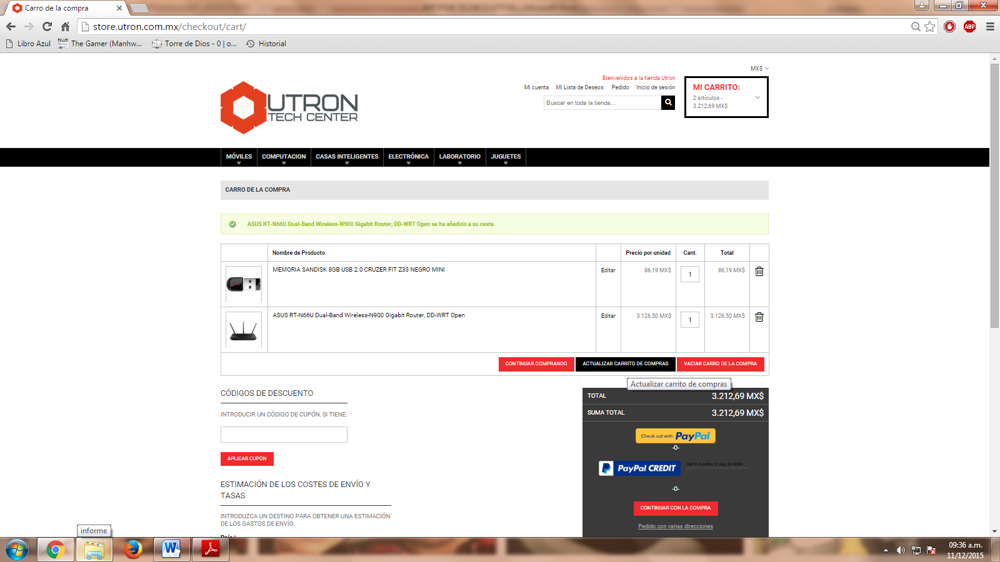 Carro de la compra
store.utron.com.mx/checkout/cart/
ABP
Libro Azul
The Gamer (Manhw...
Torre de Dios - 0 | o...
Historial
MX$
Bienvenidos a la tienda Utron
Mi cuenta Mi Lista de Deseos: Pedido Inicio de sesión
Buscar en toda la tienda...
MI CARRITO:
2 artículos -
3.212,69 MX$
UTRON
TECH CENTER
MÓVILES COMPUTACION CASAS INTELIGENTES ELECTRÓNICA LABORATORIO JUGUETES
CARRO DE LA COMPRA
ASUS RT-N66U Dual-Band Wireless-N900 Gigabit Router, DD-WRT Open se ha añadido a su cesta
Nombre de Producto Precio por unidad Cant. Total
MEMORIA SANDISK 8GB USB 2.0 CRUZER FIT Z33 NEGRO MINI Editar 86,19 MX$ 1 86,19 MX$
ASUS RT-N66U Dual-Band Wireless-N900 Gigabit Router, DD-WRT Open Editar 3.126,50 MX$ 1 3.126,50 MX$
CONTINUAR COMPRANDO ACTUALIZAR CARRITO DE COMPRAS VACIAR CARRO DE LA COMPRA
Actualizar carrito de compras
CÓDIGOS DE DESCUENTO
INTRODUCIR UN CÓDIGO DE CUPÓN, SI TIENE.
APLICAR CUPÓN
ESTIMACIÓN DE LOS COSTES DE ENVÍO Y
TASAS
INTRODUZCA UN DESTINO PARA OBTENER UNA ESTIMACIÓN
DE LOS GASTOS DE ENVÍO.
País *
TOTAL 3.212,69 MX$
SUMA TOTAL 3.212,69 MX$
Check out with PayPal
-O-
PayPal CREDIT
Get 6 months to pay on $99+
-O-
CONTINUAR CON LA COMPRA
Pedido con varias direcciones
informe
09:36 a.m.
11/12/2015